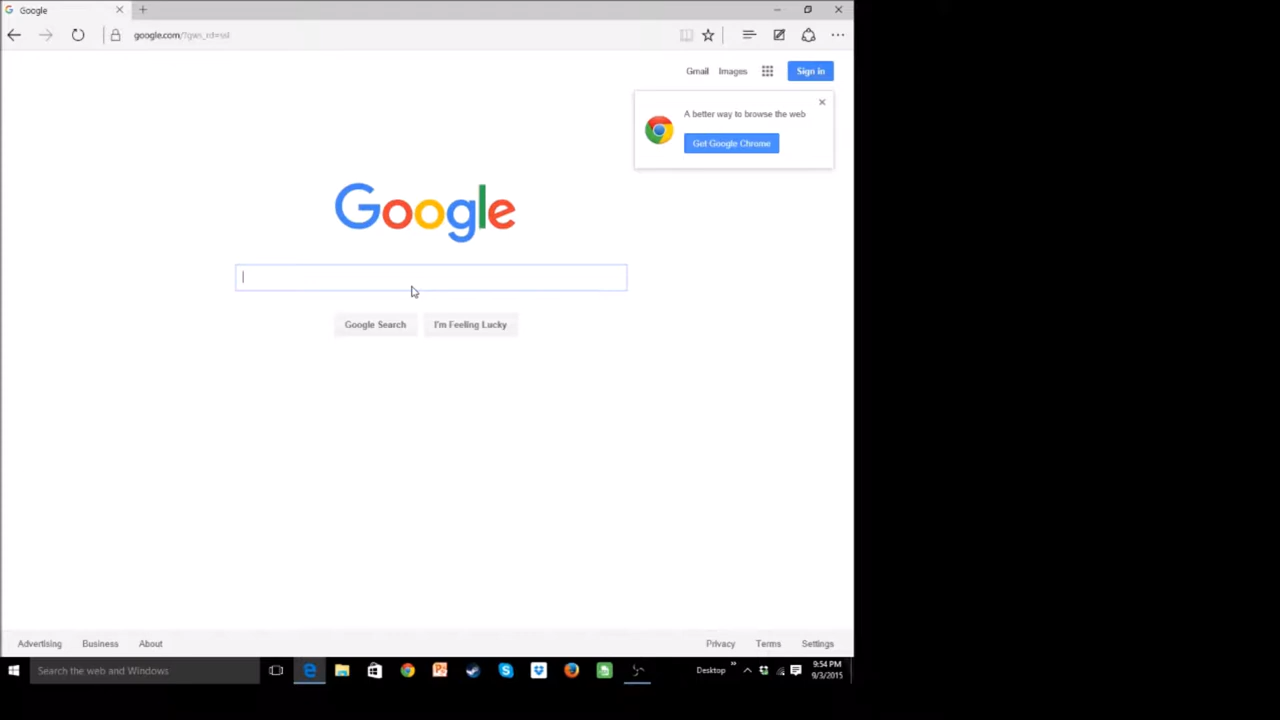 Google
google.com/?gws_rd=ssl
Gmail Images Sign in
A better way to browse the web
Get Google Chrome
Google
Google Search I'm Feeling Lucky
Advertising Business About Privacy Terms Settings
Search the web and Windows
Desktop
9:54 PM
9/3/2015